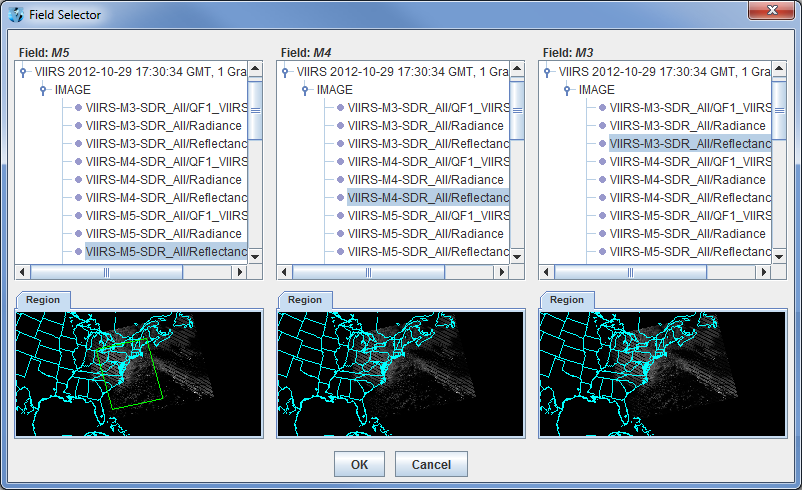 Field Selector
Field: M5
VIIRS 2012-10-29 17:30:34 GMT, 1 Gra
IMAGE
VIIRS-M3-SDR_All/QF1_VIIRS
VIIRS-M3-SDR_All/Radiance
VIIRS-M3-SDR_All/Reflectanc
VIIRS-M4-SDR_All/QF1_VIIRS
VIIRS-M4-SDR_All/Radiance
VIIRS-M4-SDR_All/Reflectanc
VIIRS-M5-SDR_All/QF1_VIIRS
VIIRS-M5-SDR_All/Radiance
VIIRS-M5-SDR_All/Reflectanc
Region
Field: M4
VIIRS 2012-10-29 17:30:34 GMT, 1 Gra
IMAGE
VIIRS-M3-SDR_All/QF1_VIIRS
VIIRS-M3-SDR_All/Radiance
VIIRS-M3-SDR_All/Reflectanc
VIIRS-M4-SDR_All/QF1_VIIRS
VIIRS-M4-SDR_All/Radiance
VIIRS-M4-SDR_All/Reflectanc
VIIRS-M5-SDR_All/QF1_VIIRS
VIIRS-M5-SDR_All/Radiance
VIIRS-M5-SDR_All/Reflectanc
Region
Field: M3
VIIRS 2012-10-29 17:30:34 GMT, 1 Gra
IMAGE
VIIRS-M3-SDR_All/QF1_VIIRS
VIIRS-M3-SDR_All/Radiance
VIIRS-M3-SDR_All/Reflectanc
VIIRS-M4-SDR_All/QF1_VIIRS
VIIRS-M4-SDR_All/Radiance
VIIRS-M4-SDR_All/Reflectanc
VIIRS-M5-SDR_All/QF1_VIIRS
VIIRS-M5-SDR_All/Radiance
VIIRS-M5-SDR_All/Reflectanc
Region
OK
Cancel